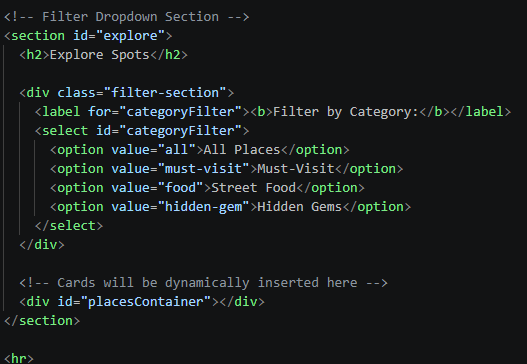 <!-- Filter Dropdown Section -->
<section id="explore">
<h2>Explore Spots</h2>
<div class="filter-section">
<label for="categoryFilter"><b>Filter by Category:</b></label>
<select id="categoryFilter">
<option value="all">All Places</option>
<option value="must-visit">Must-Visit</option>
<option value="food">Street Food</option>
<option value="hidden-gem">Hidden Gems</option>
</select>
</div>
<!-- Cards will be dynamically inserted here -->
<div id="placesContainer"></div>
</section>
<hr>